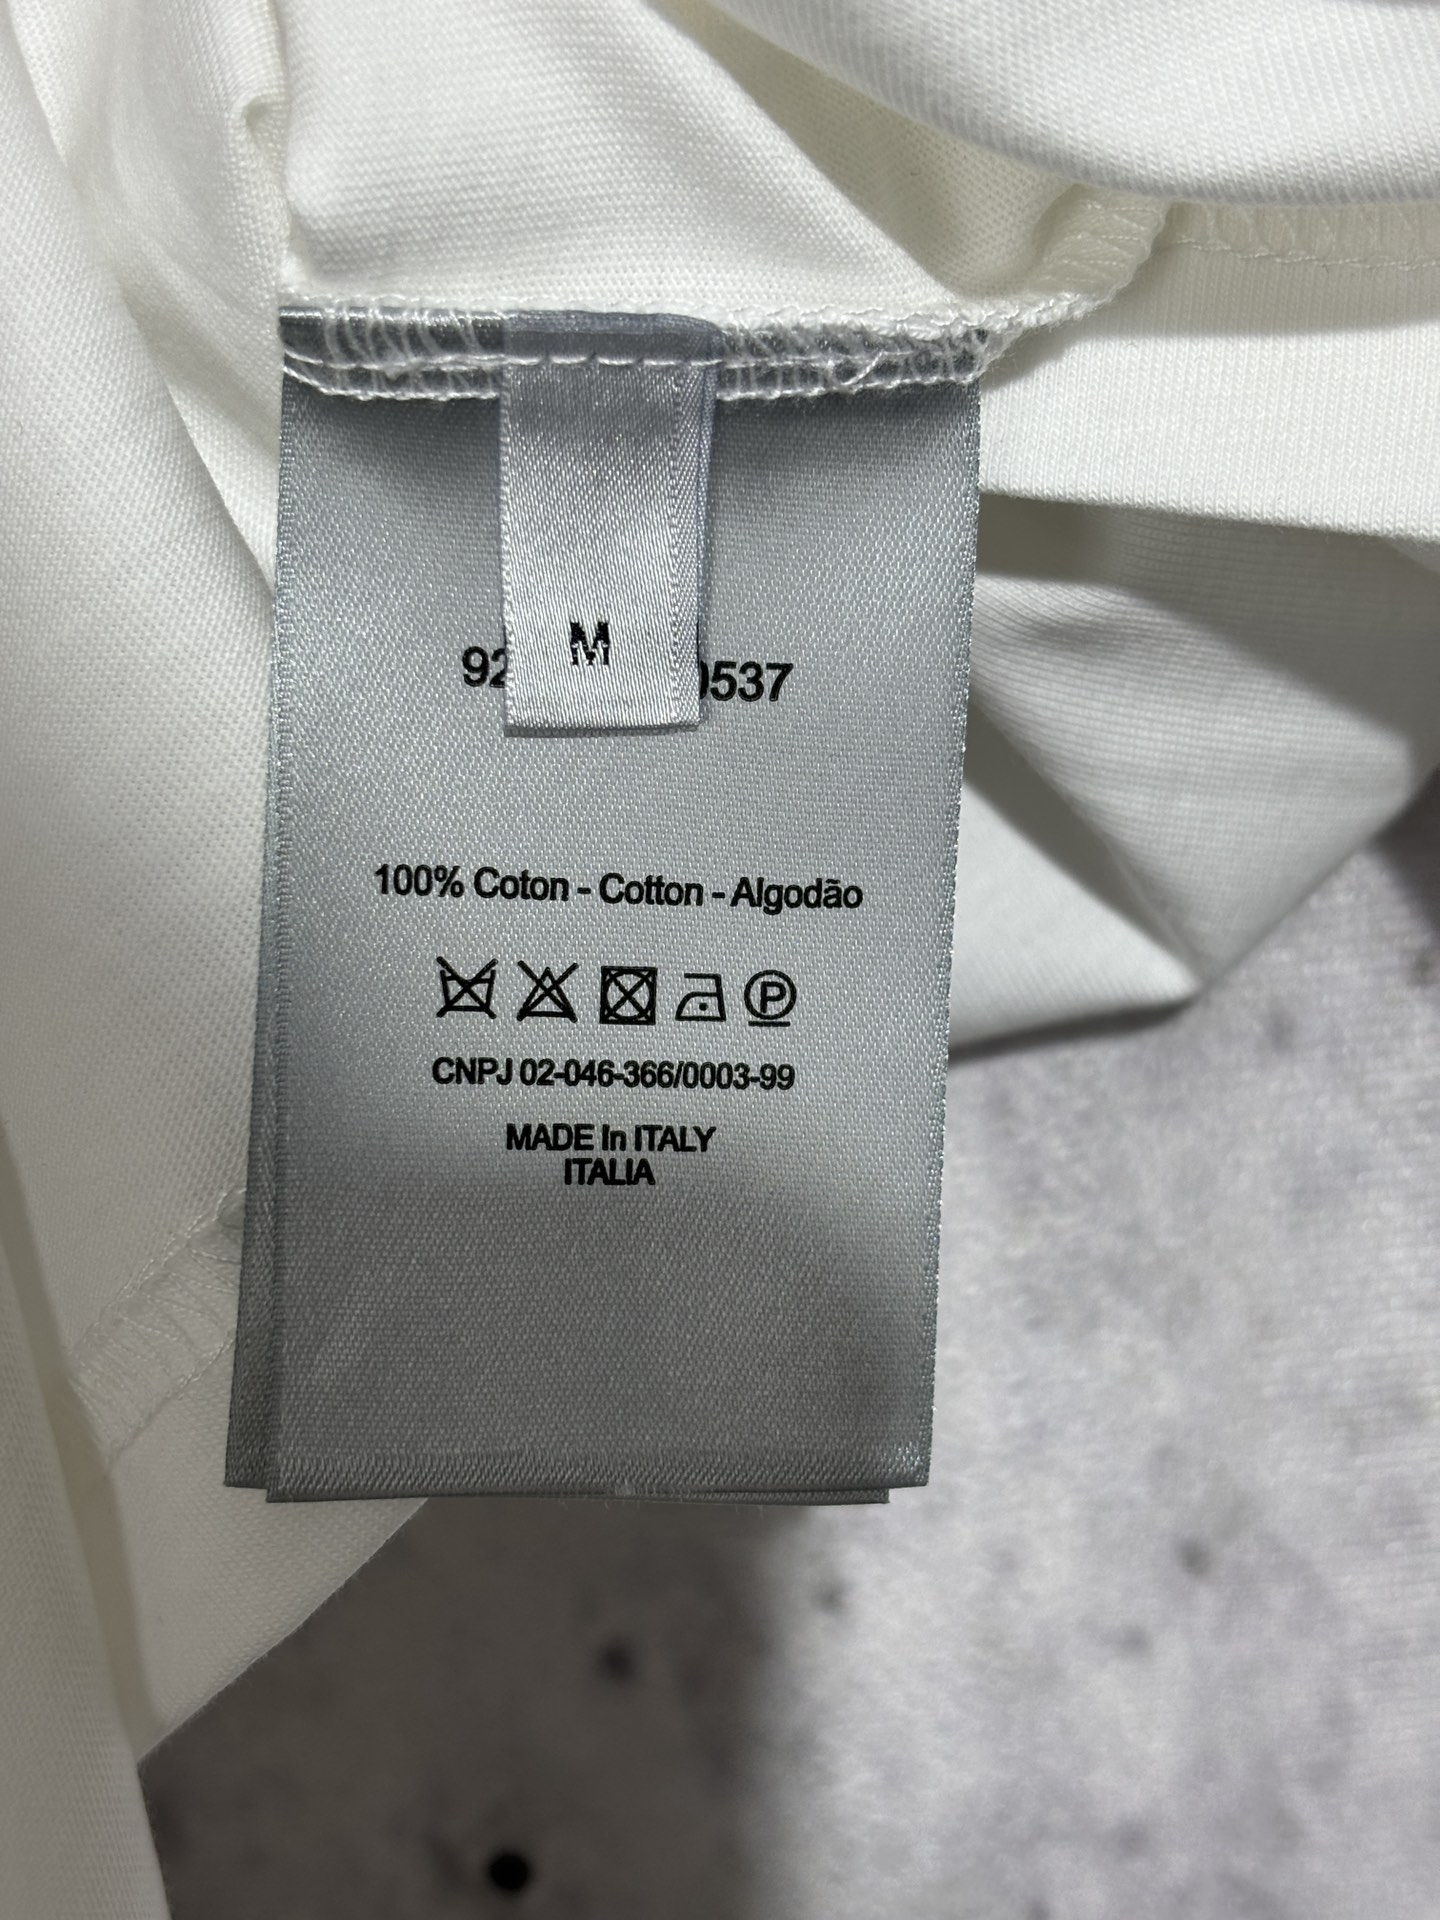 M
92 0537
100% Coton - Cotton - Algodão
P
CNPJ 02-046-366/0003-99
MADE In ITALY
ITALIA